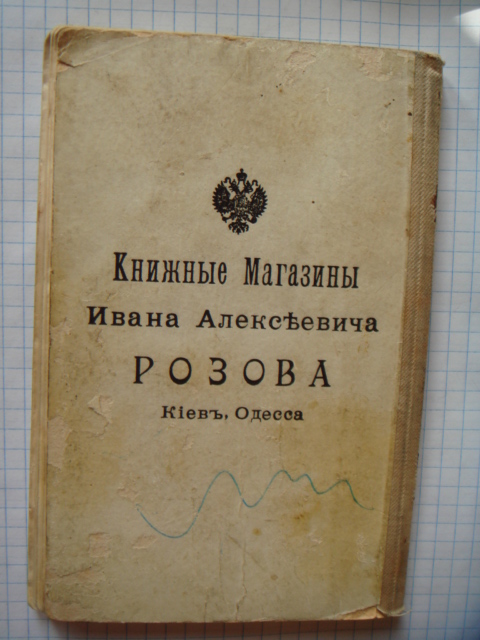 Книжные Магазины
Ивана Алексѣевича
РОЗОВА
Кіевъ, Одесса